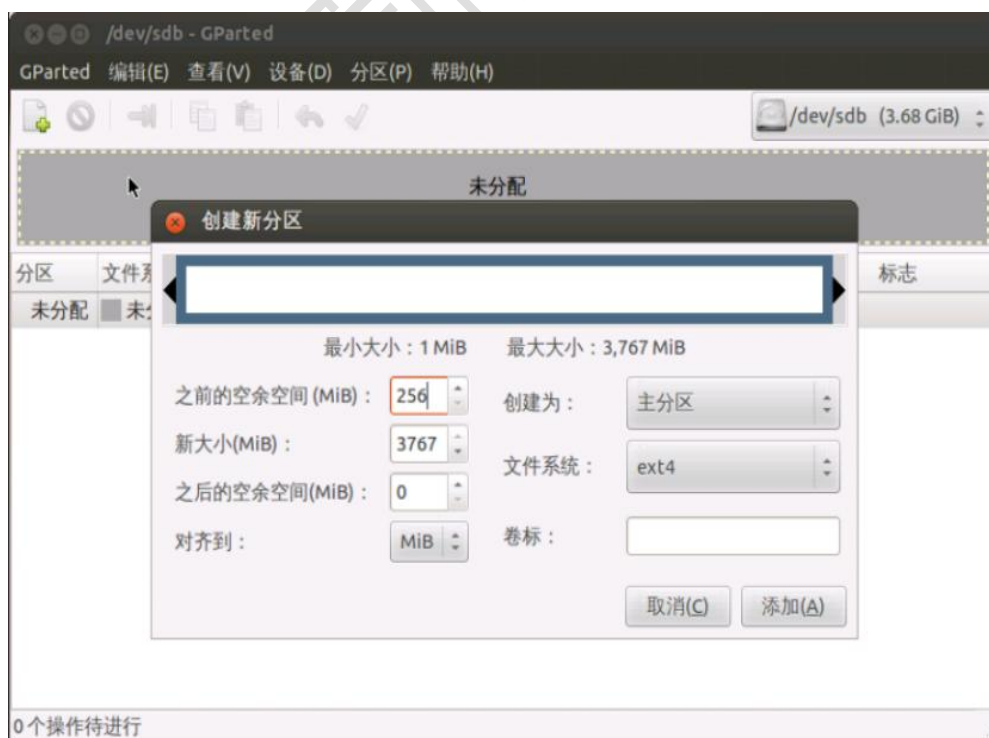 /dev/sdb - GParted
GParted 编辑(E) 查看(V) 设备(D) 分区(P) 帮助(H)
/dev/sdb (3.68 GiB)
未分配
创建新分区
分区 文件系 标志
未分配 未分
最小大小：1 MiB 最大大小：3,767 MiB
之前的空余空间 (MiB)： 256 创建为： 主分区
新大小(MiB)： 3767
文件系统： ext4
之后的空余空间(MiB)： 0
对齐到： MiB 卷标：
取消(C) 添加(A)
0 个操作待进行